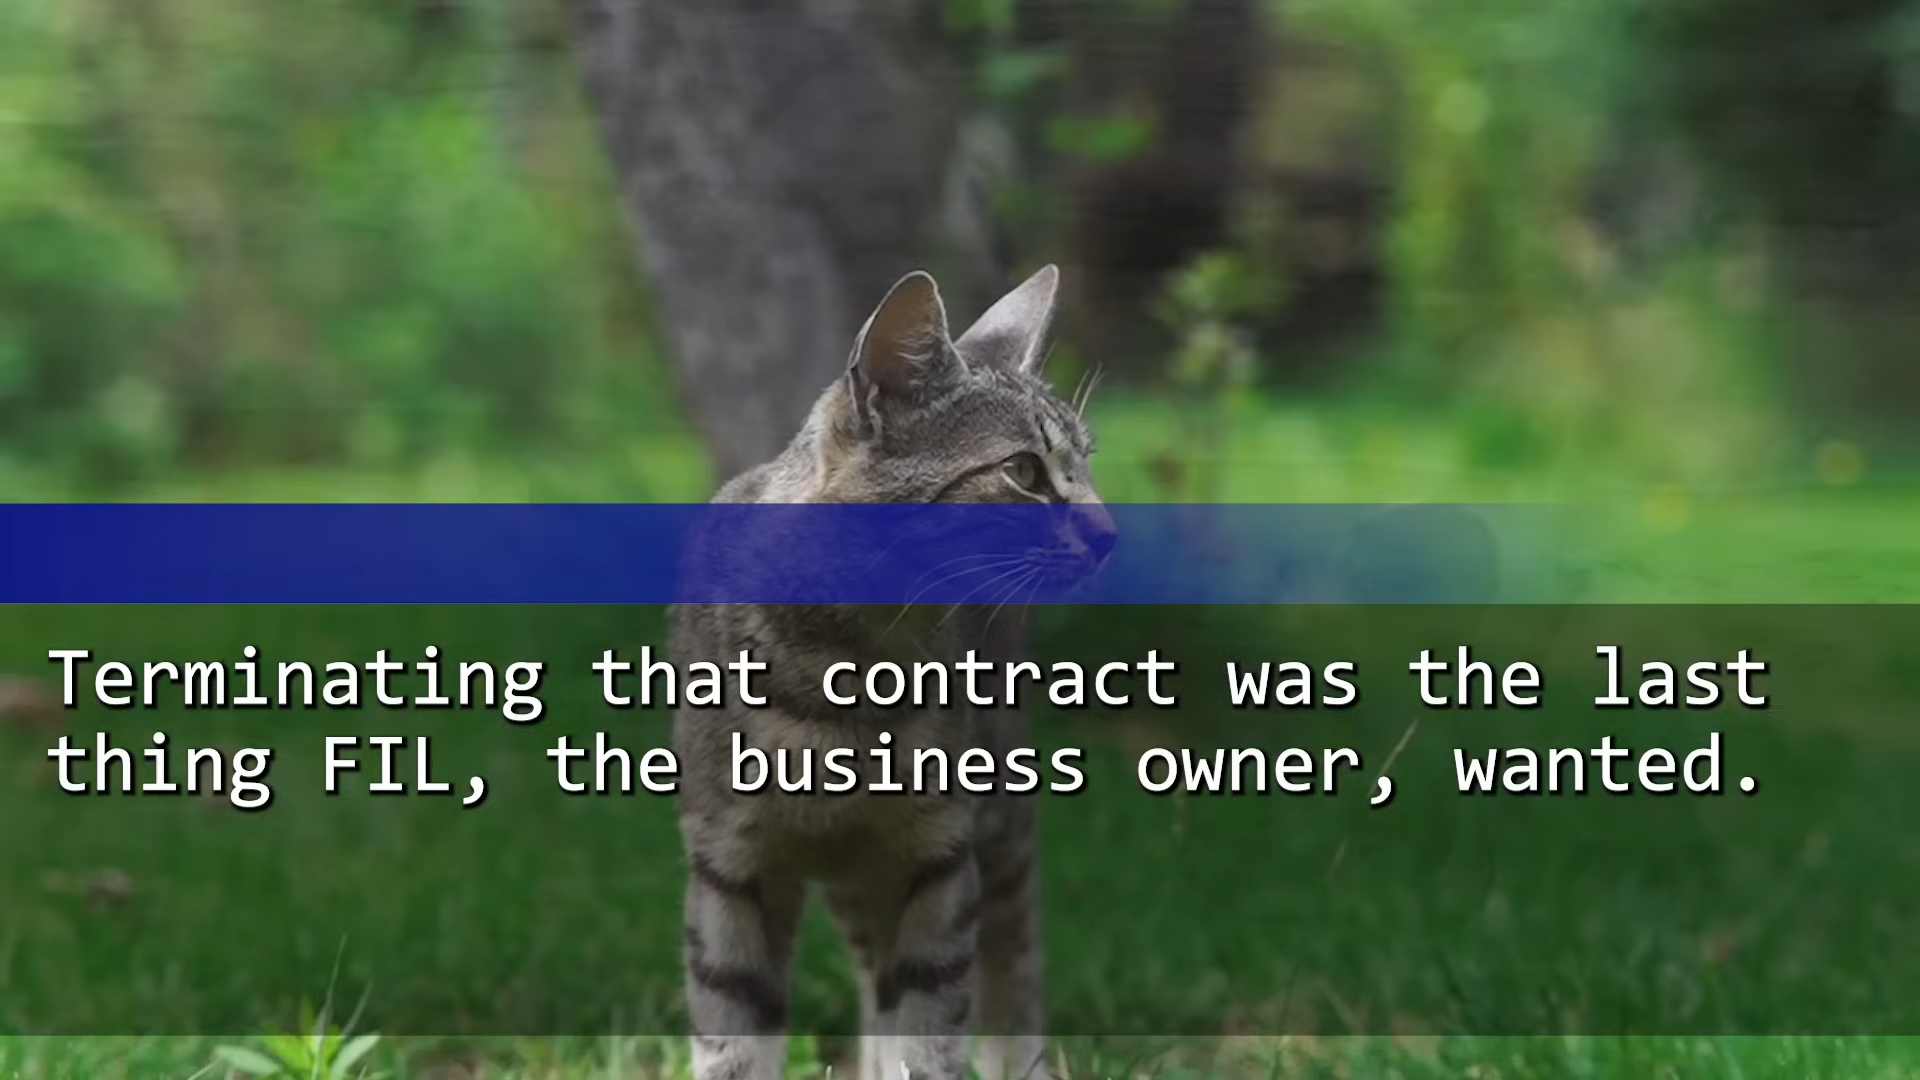 Terminating that contract was the last
thing FIL, the business owner, wanted.